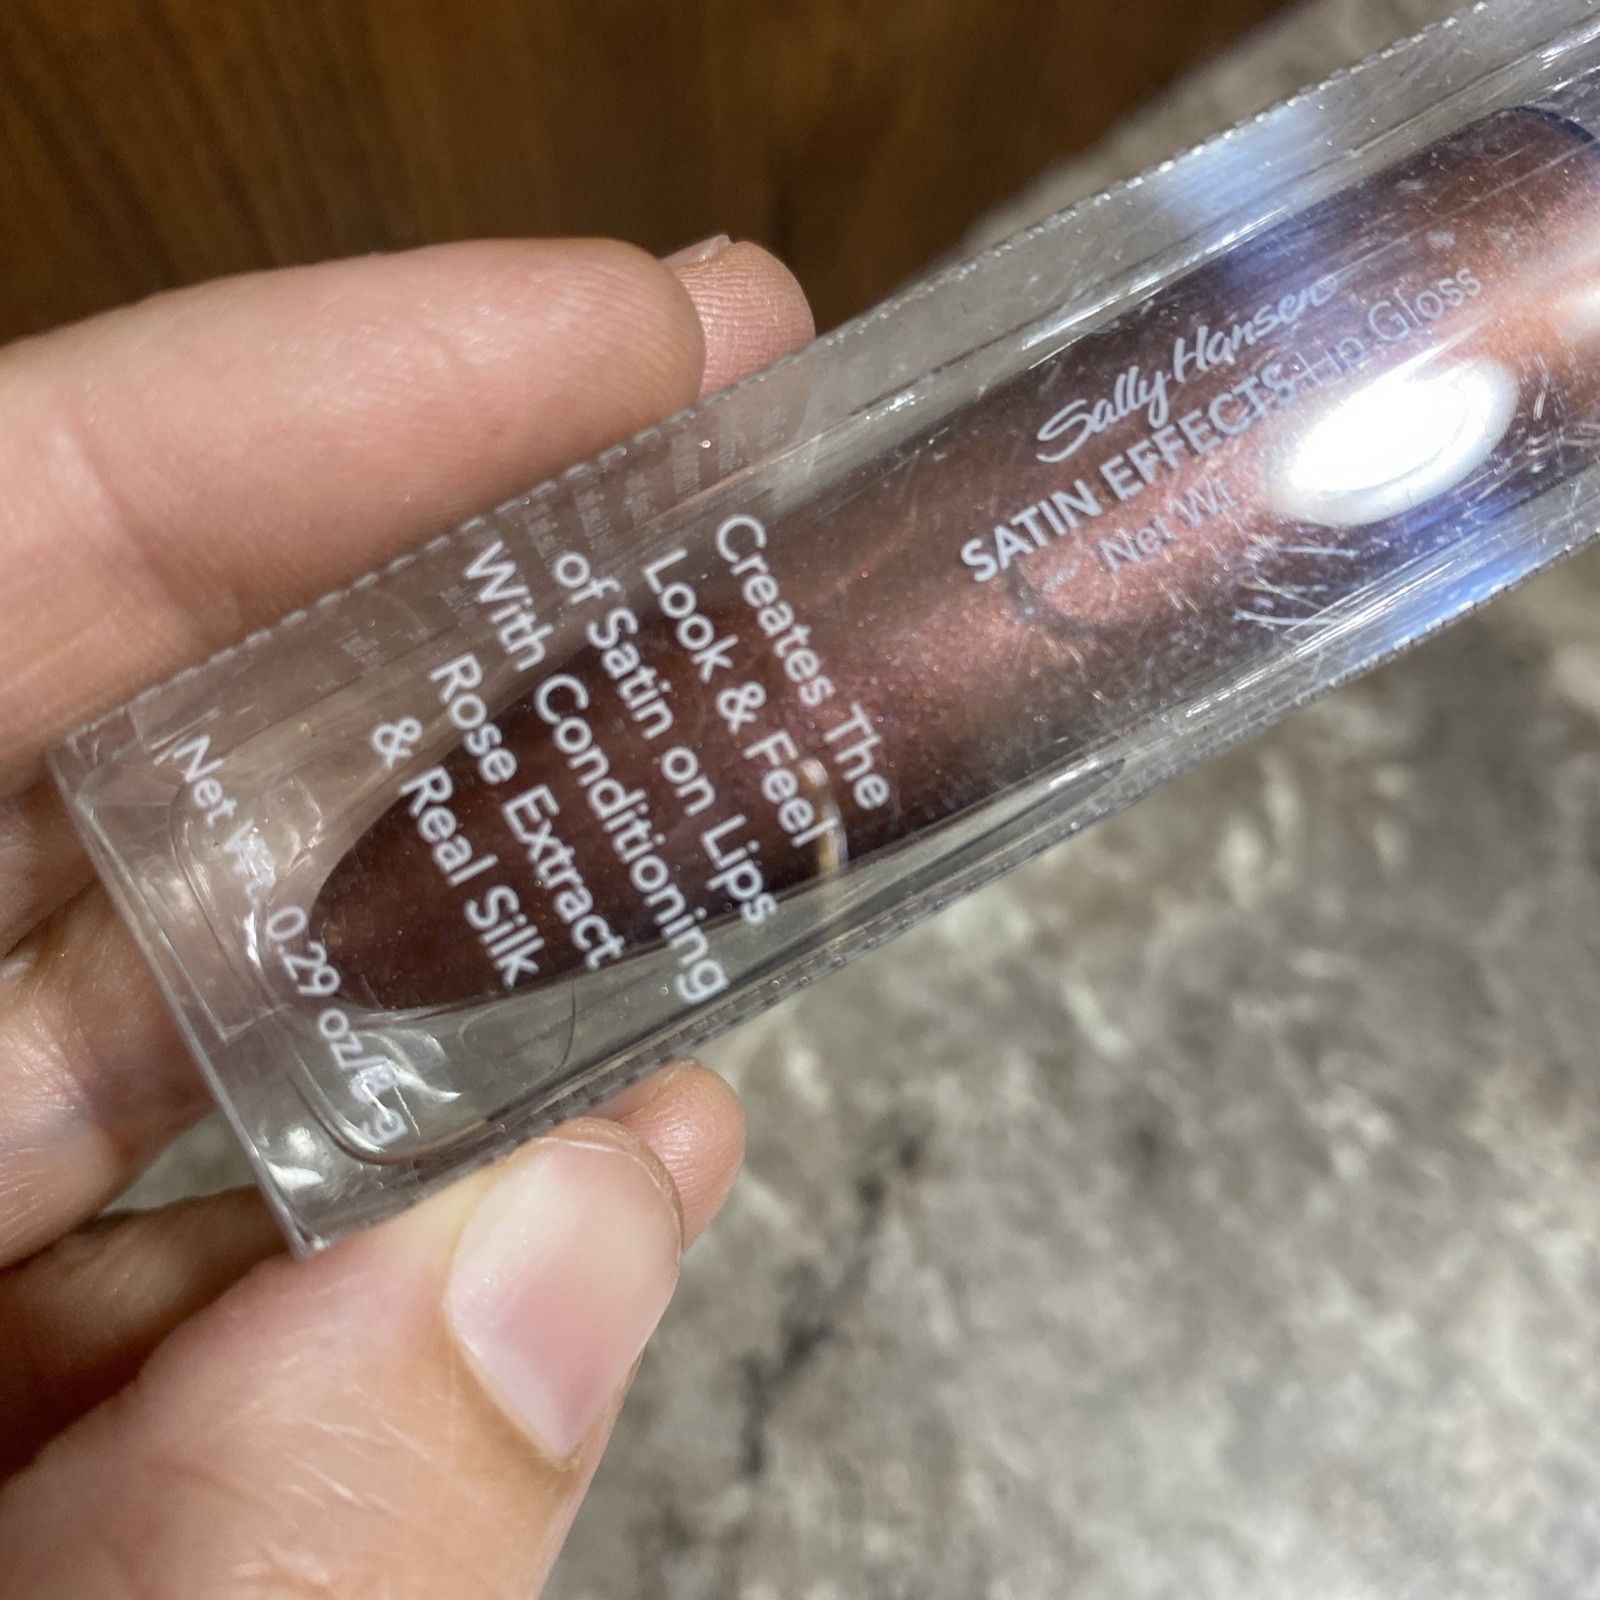 Sally Hansen
SATIN EFFECTS Lip Gloss
Net Wt.
Creates The
Look & Feel
of Satin on Lips
With Conditioning
Rose Extract
& Real Silk
Net Wt. 0.29 oz/